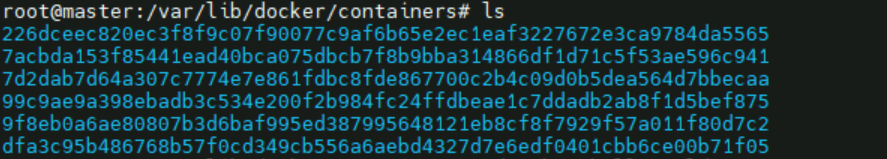 root@master:/var/lib/docker/containers# ls
226dceec820ec3f8f9c07f90077c9af6b65e2ec1eaf3227672e3ca9784da5565
7acbda153f85441ead40bca075dbcb7f8b9bba314866df1d71c5f53ae596c941
7d2dab7d64a307c7774e7e861fdbc8fde867700c2b4c09d0b5dea564d7bbecaa
99c9ae9a398ebadb3c534e200f2b984fc24ffdbeae1c7ddadb2ab8f1d5bef875
9f8eb0a6ae80807b3d6baf995ed387995648121eb8cf8f7929f57a011f80d7c2
dfa3c95b486768b57f0cd349cb556a6aebd4327d7e6edf0401cbb6ce00b71f05